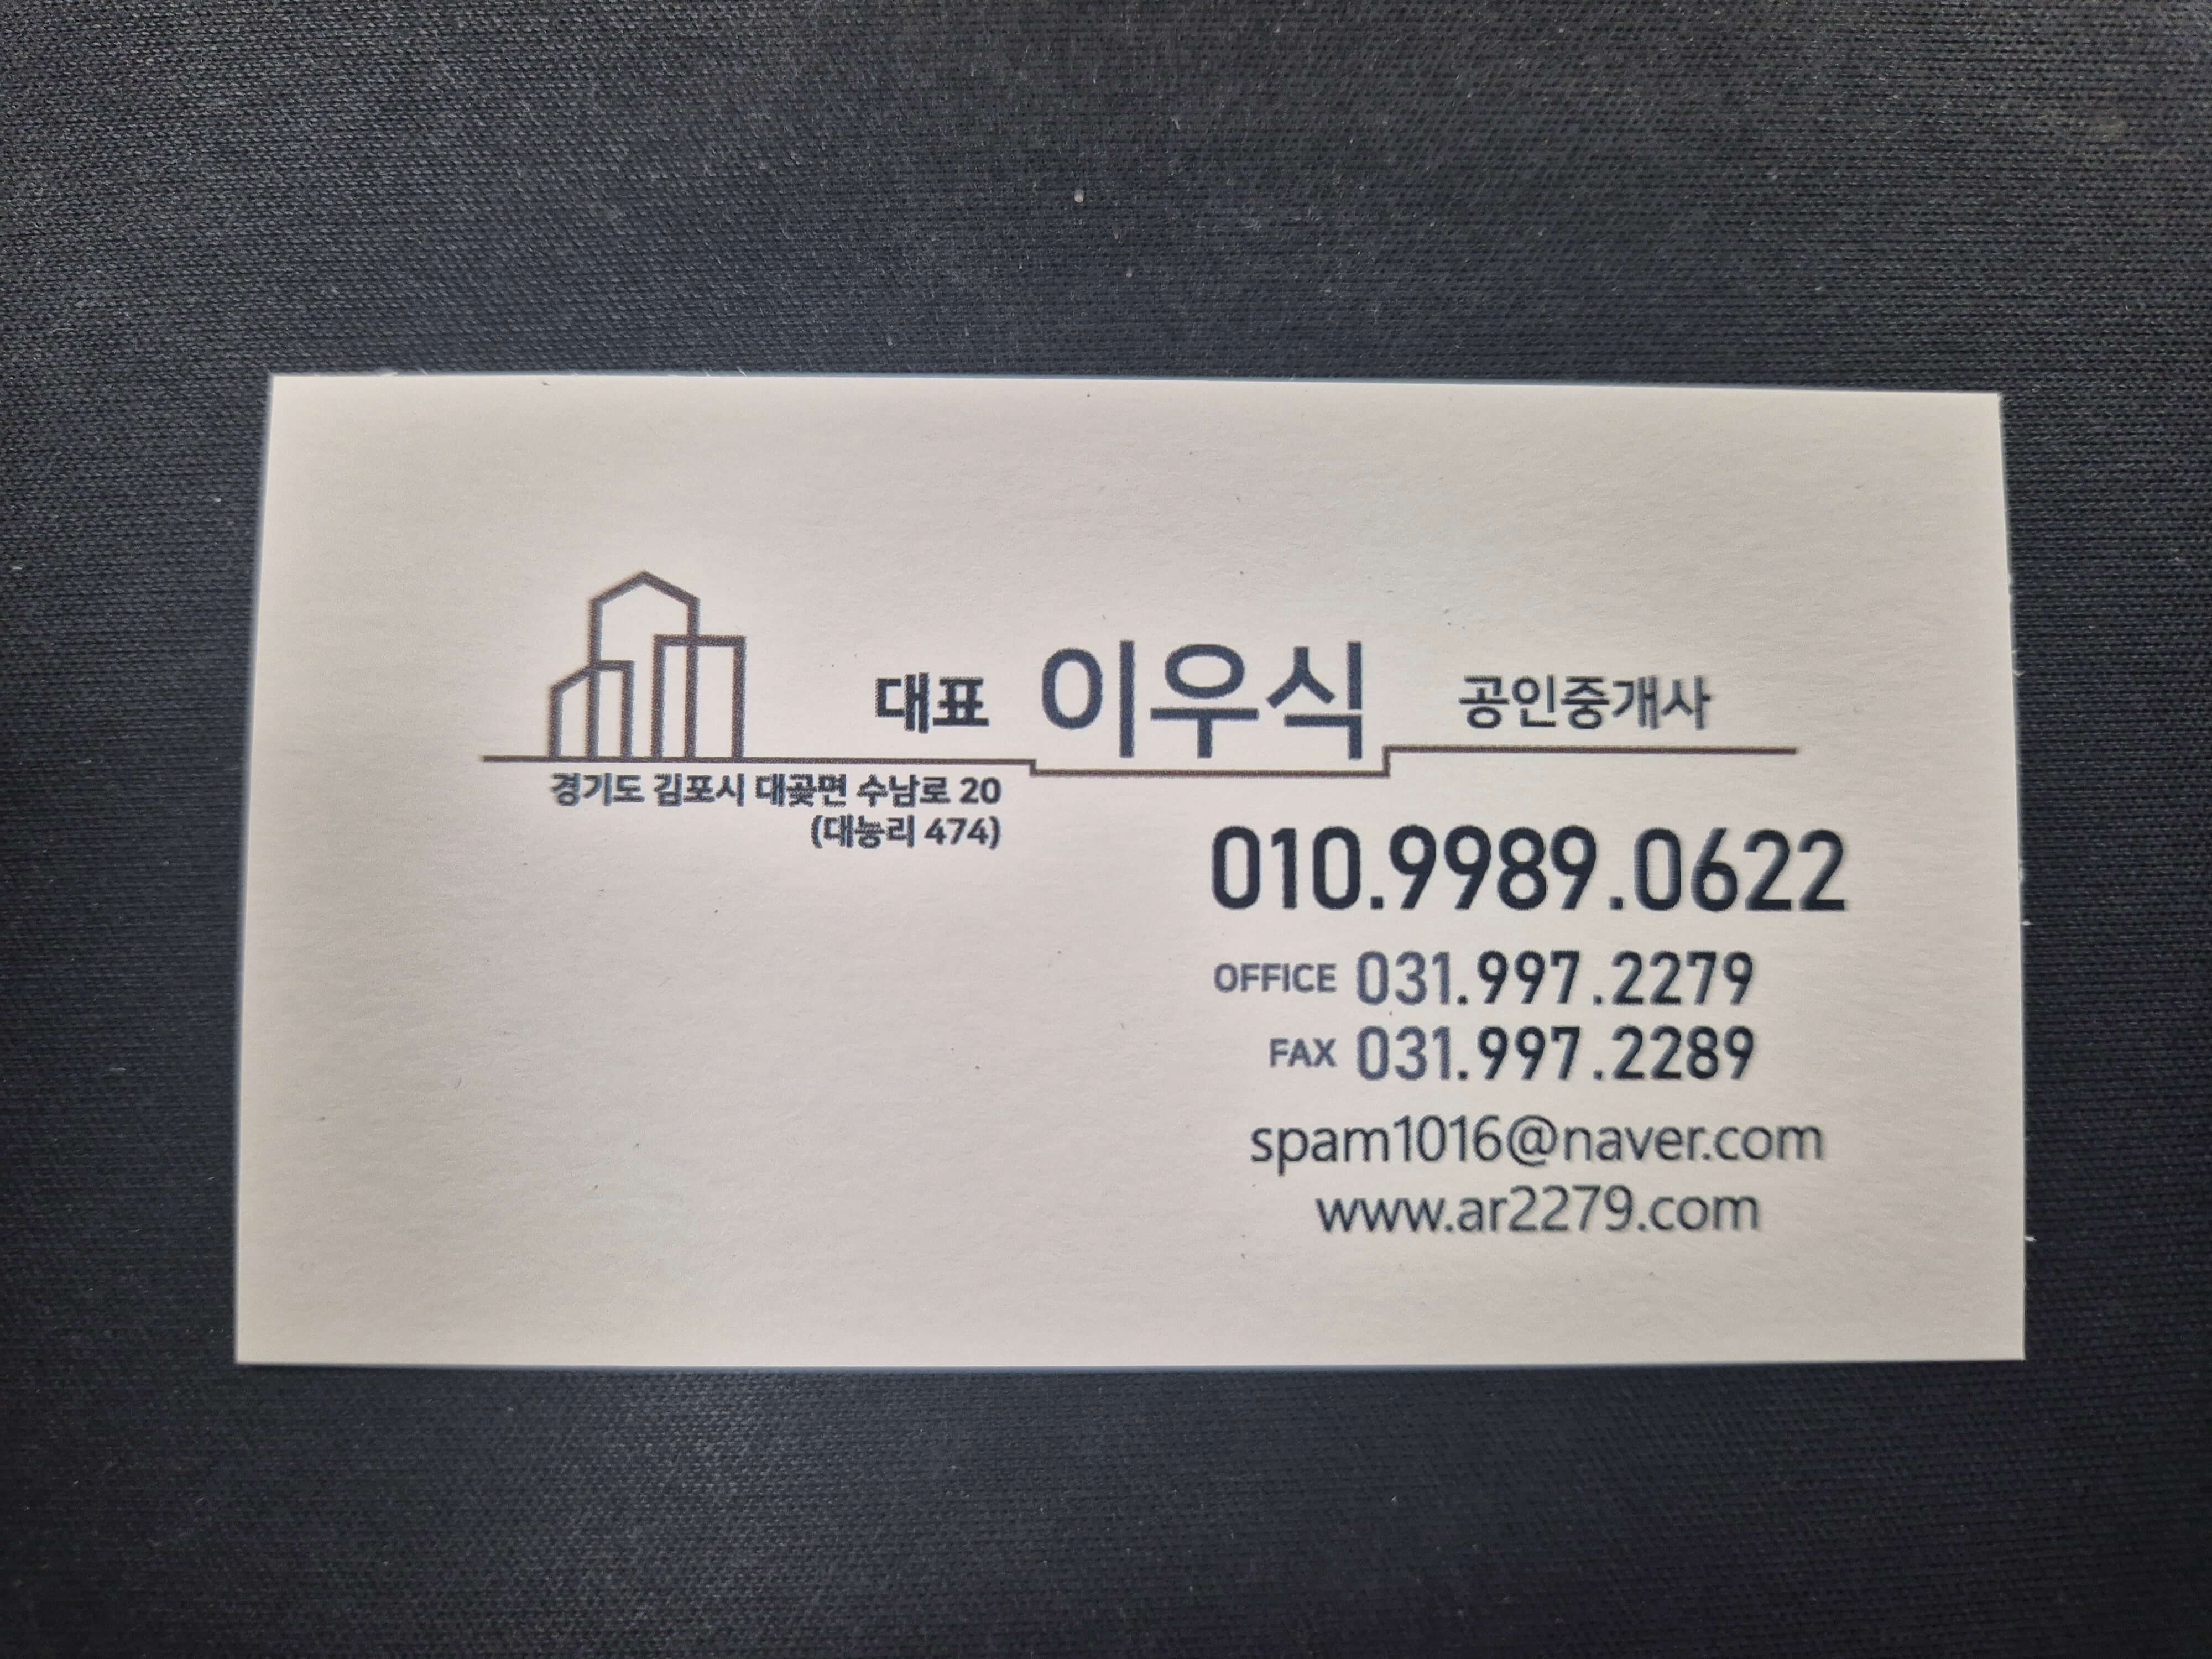 대표 이우식 공인중개사
경기도 김포시 대곶면 수남로 20
(대능리 474)
010.9989.0622
OFFICE 031.997.2279
FAX 031.997.2289
spam1016@naver.com
www.ar2279.com